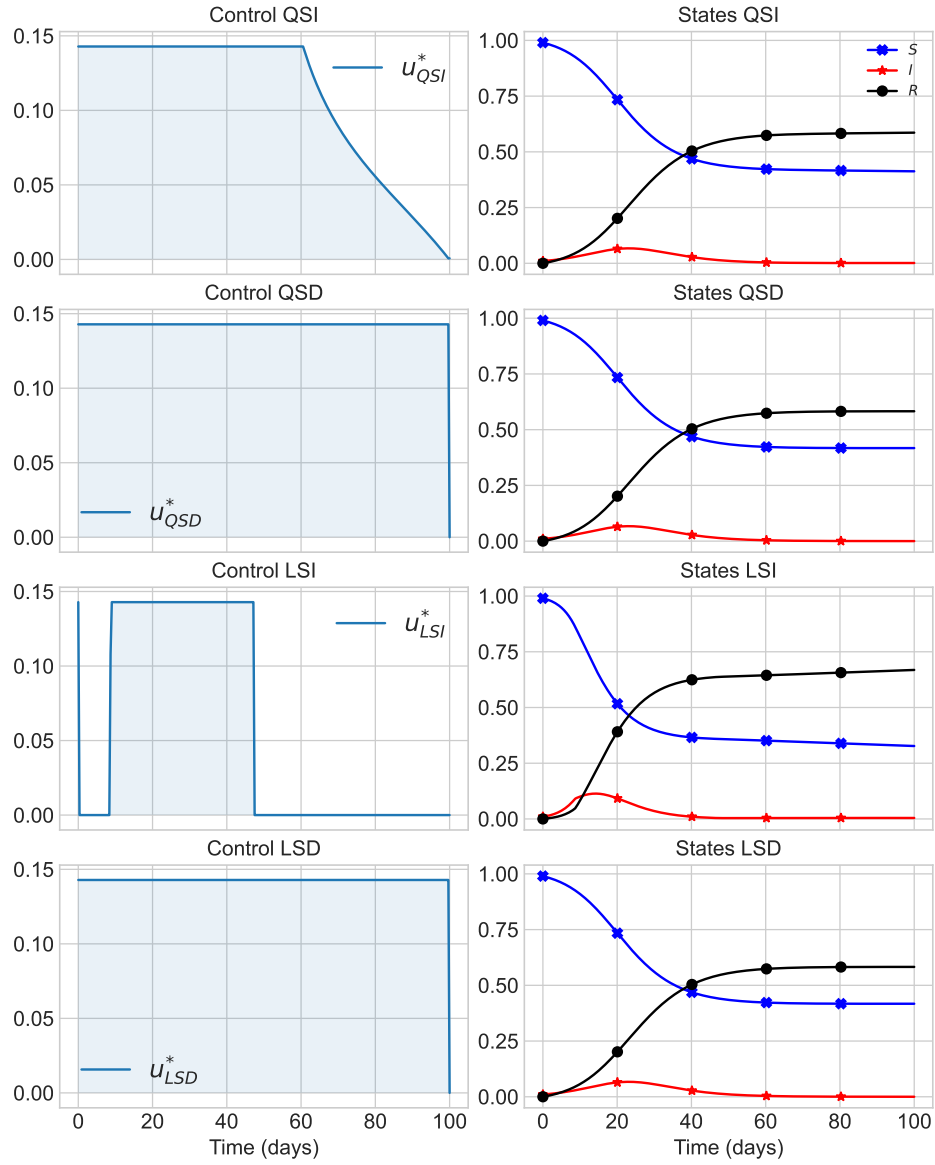 Control QSI
0.15
0.10
0.05
0.00
u*QSI
States QSI
1.00
0.75
0.50
0.25
0.00
S
I
R
Control QSD
0.15
0.10
0.05
0.00
u*QSD
States QSD
1.00
0.75
0.50
0.25
0.00
Control LSI
0.15
0.10
0.05
0.00
u*LSI
States LSI
1.00
0.75
0.50
0.25
0.00
Control LSD
0.15
0.10
0.05
0.00
u*LSD
0 20 40 60 80 100
Time (days)
States LSD
1.00
0.75
0.50
0.25
0.00
0 20 40 60 80 100
Time (days)